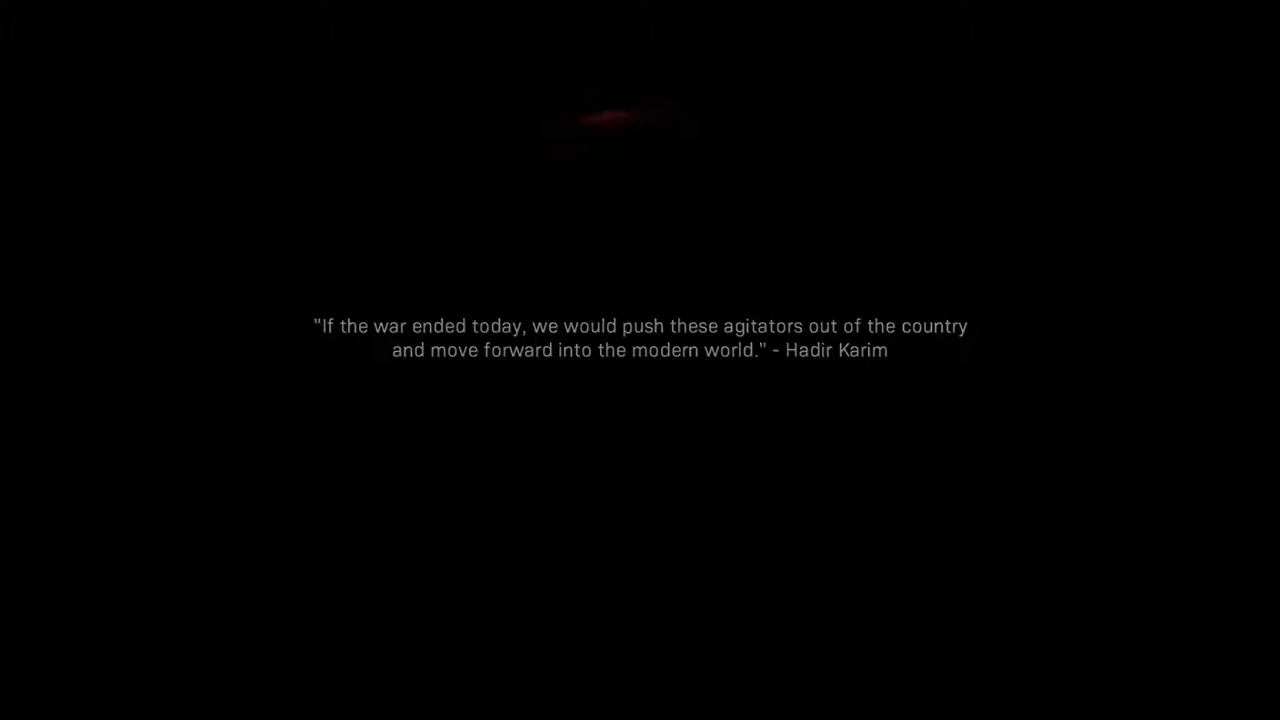 "If the war ended today, we would push these agitators out of the country
and move forward into the modern world." - Hadir Karim